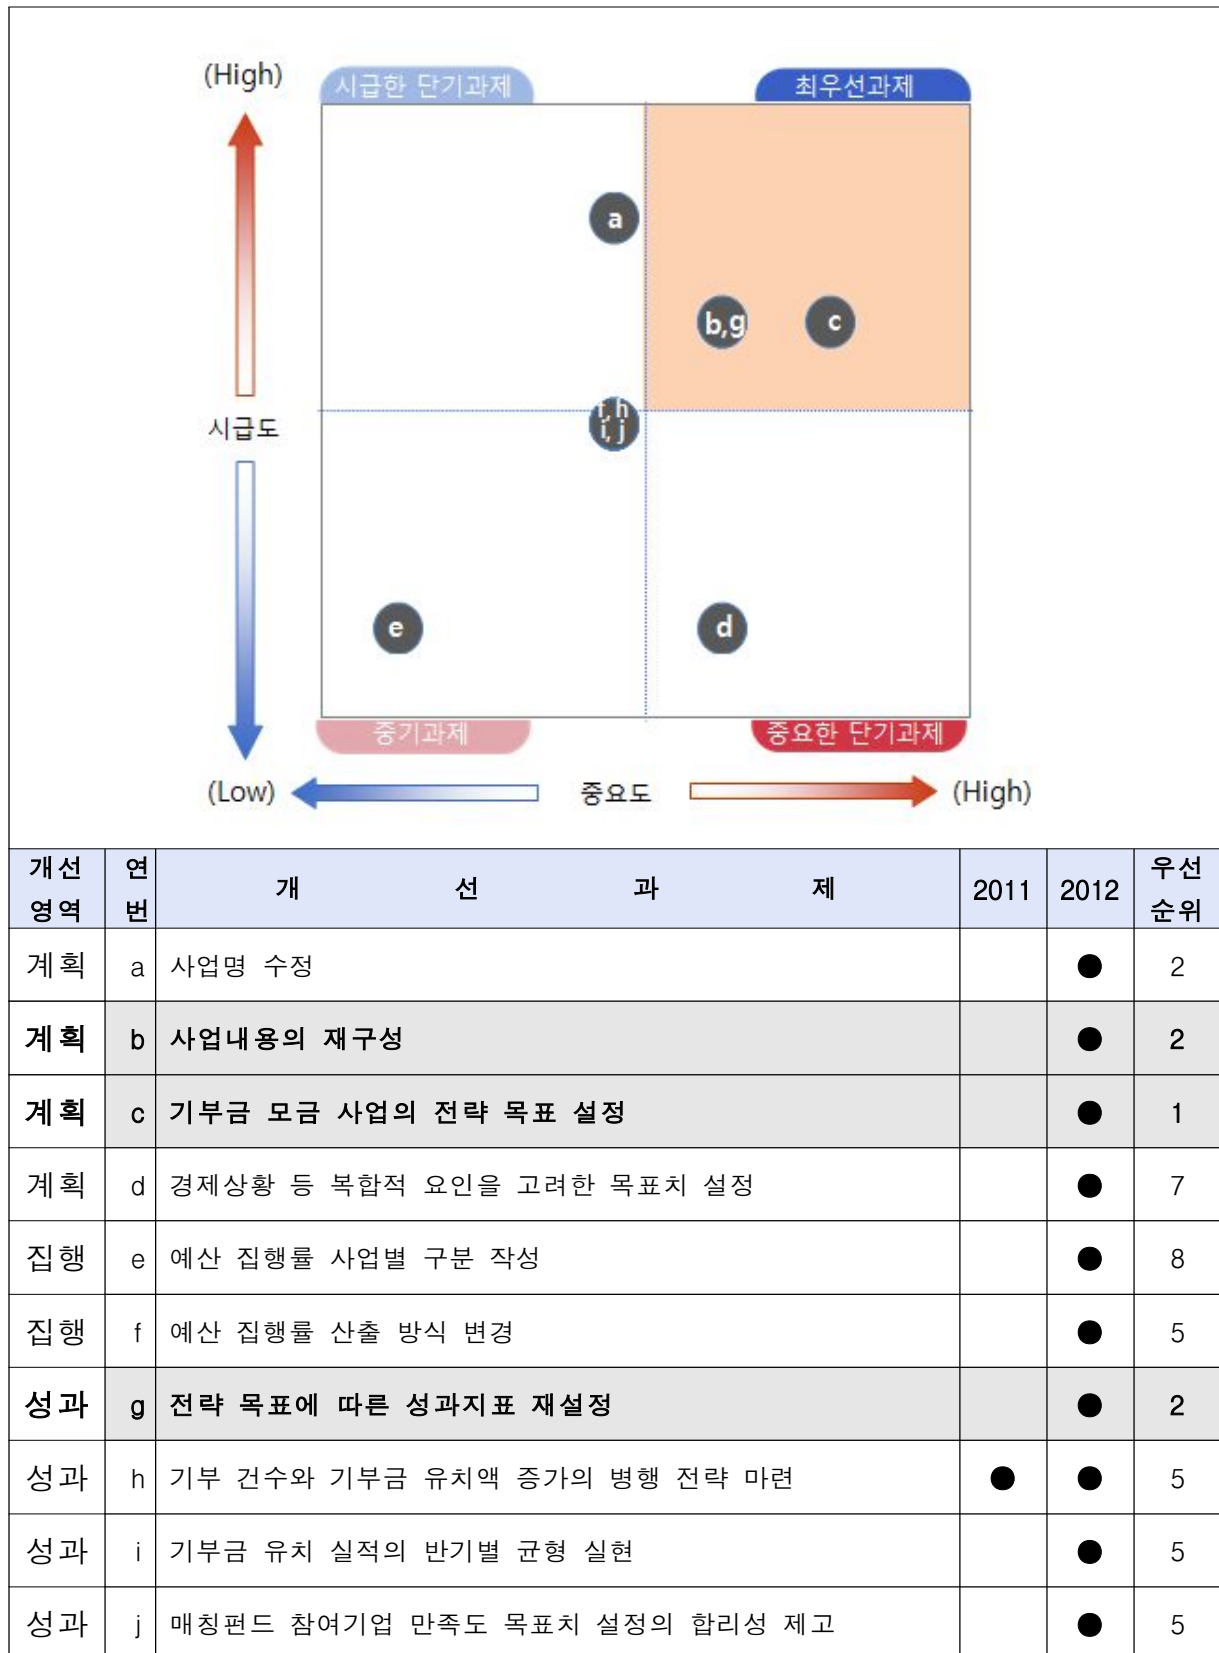 (High)
시급한 단기과제
최우선과제
a
b,g
c
f, h
i, j
시급도
e
d
중기과제
중요한 단기과제
(Low)
중요도
(High)
개선 영역 연번 개 선 과 제 2011 2012 우선 순위
계획 a 사업명 수정 ● 2
계획 b 사업내용의 재구성 ● 2
계획 c 기부금 모금 사업의 전략 목표 설정 ● 1
계획 d 경제상황 등 복합적 요인을 고려한 목표치 설정 ● 7
집행 e 예산 집행률 사업별 구분 작성 ● 8
집행 f 예산 집행률 산출 방식 변경 ● 5
성과 g 전략 목표에 따른 성과지표 재설정 ● 2
성과 h 기부 건수와 기부금 유치액 증가의 병행 전략 마련 ● ● 5
성과 i 기부금 유치 실적의 반기별 균형 실현 ● 5
성과 j 매칭펀드 참여기업 만족도 목표치 설정의 합리성 제고 ● 5